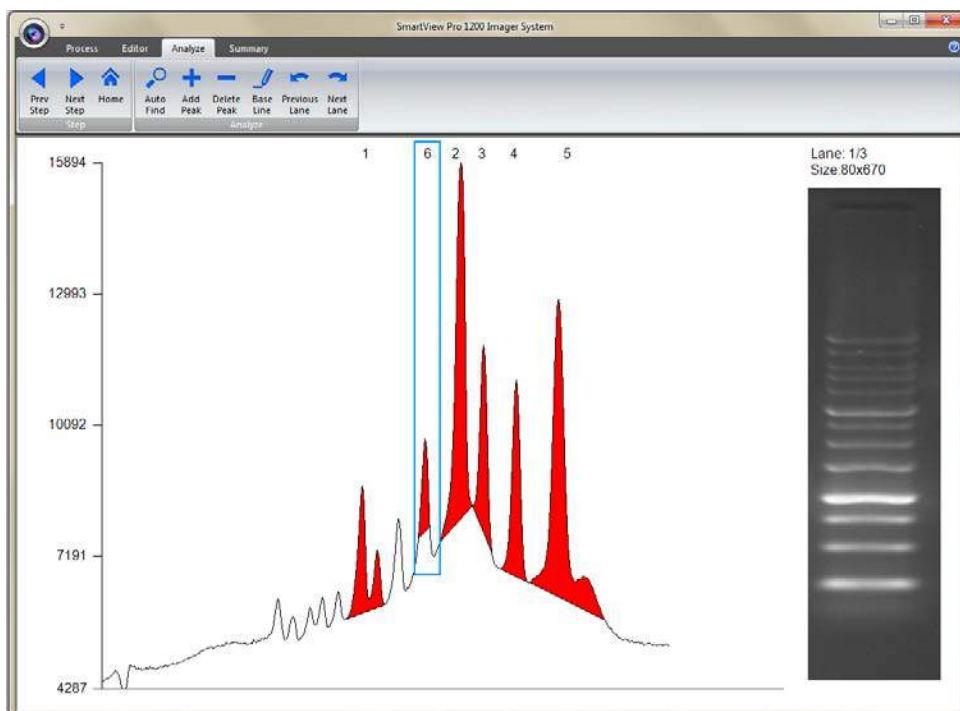 SmartView Pro 1200 Imager System
Process Editor Analyze Summary
Prev Step
Next Step
Home
Auto Find
Add Peak
Delete Peak
Base Line
Previous Lane
Next Lane
Step
Analyze
1 6 2 3 4 5
15894
12993
10092
7191
4287
Lane: 1/3
Size:80x670